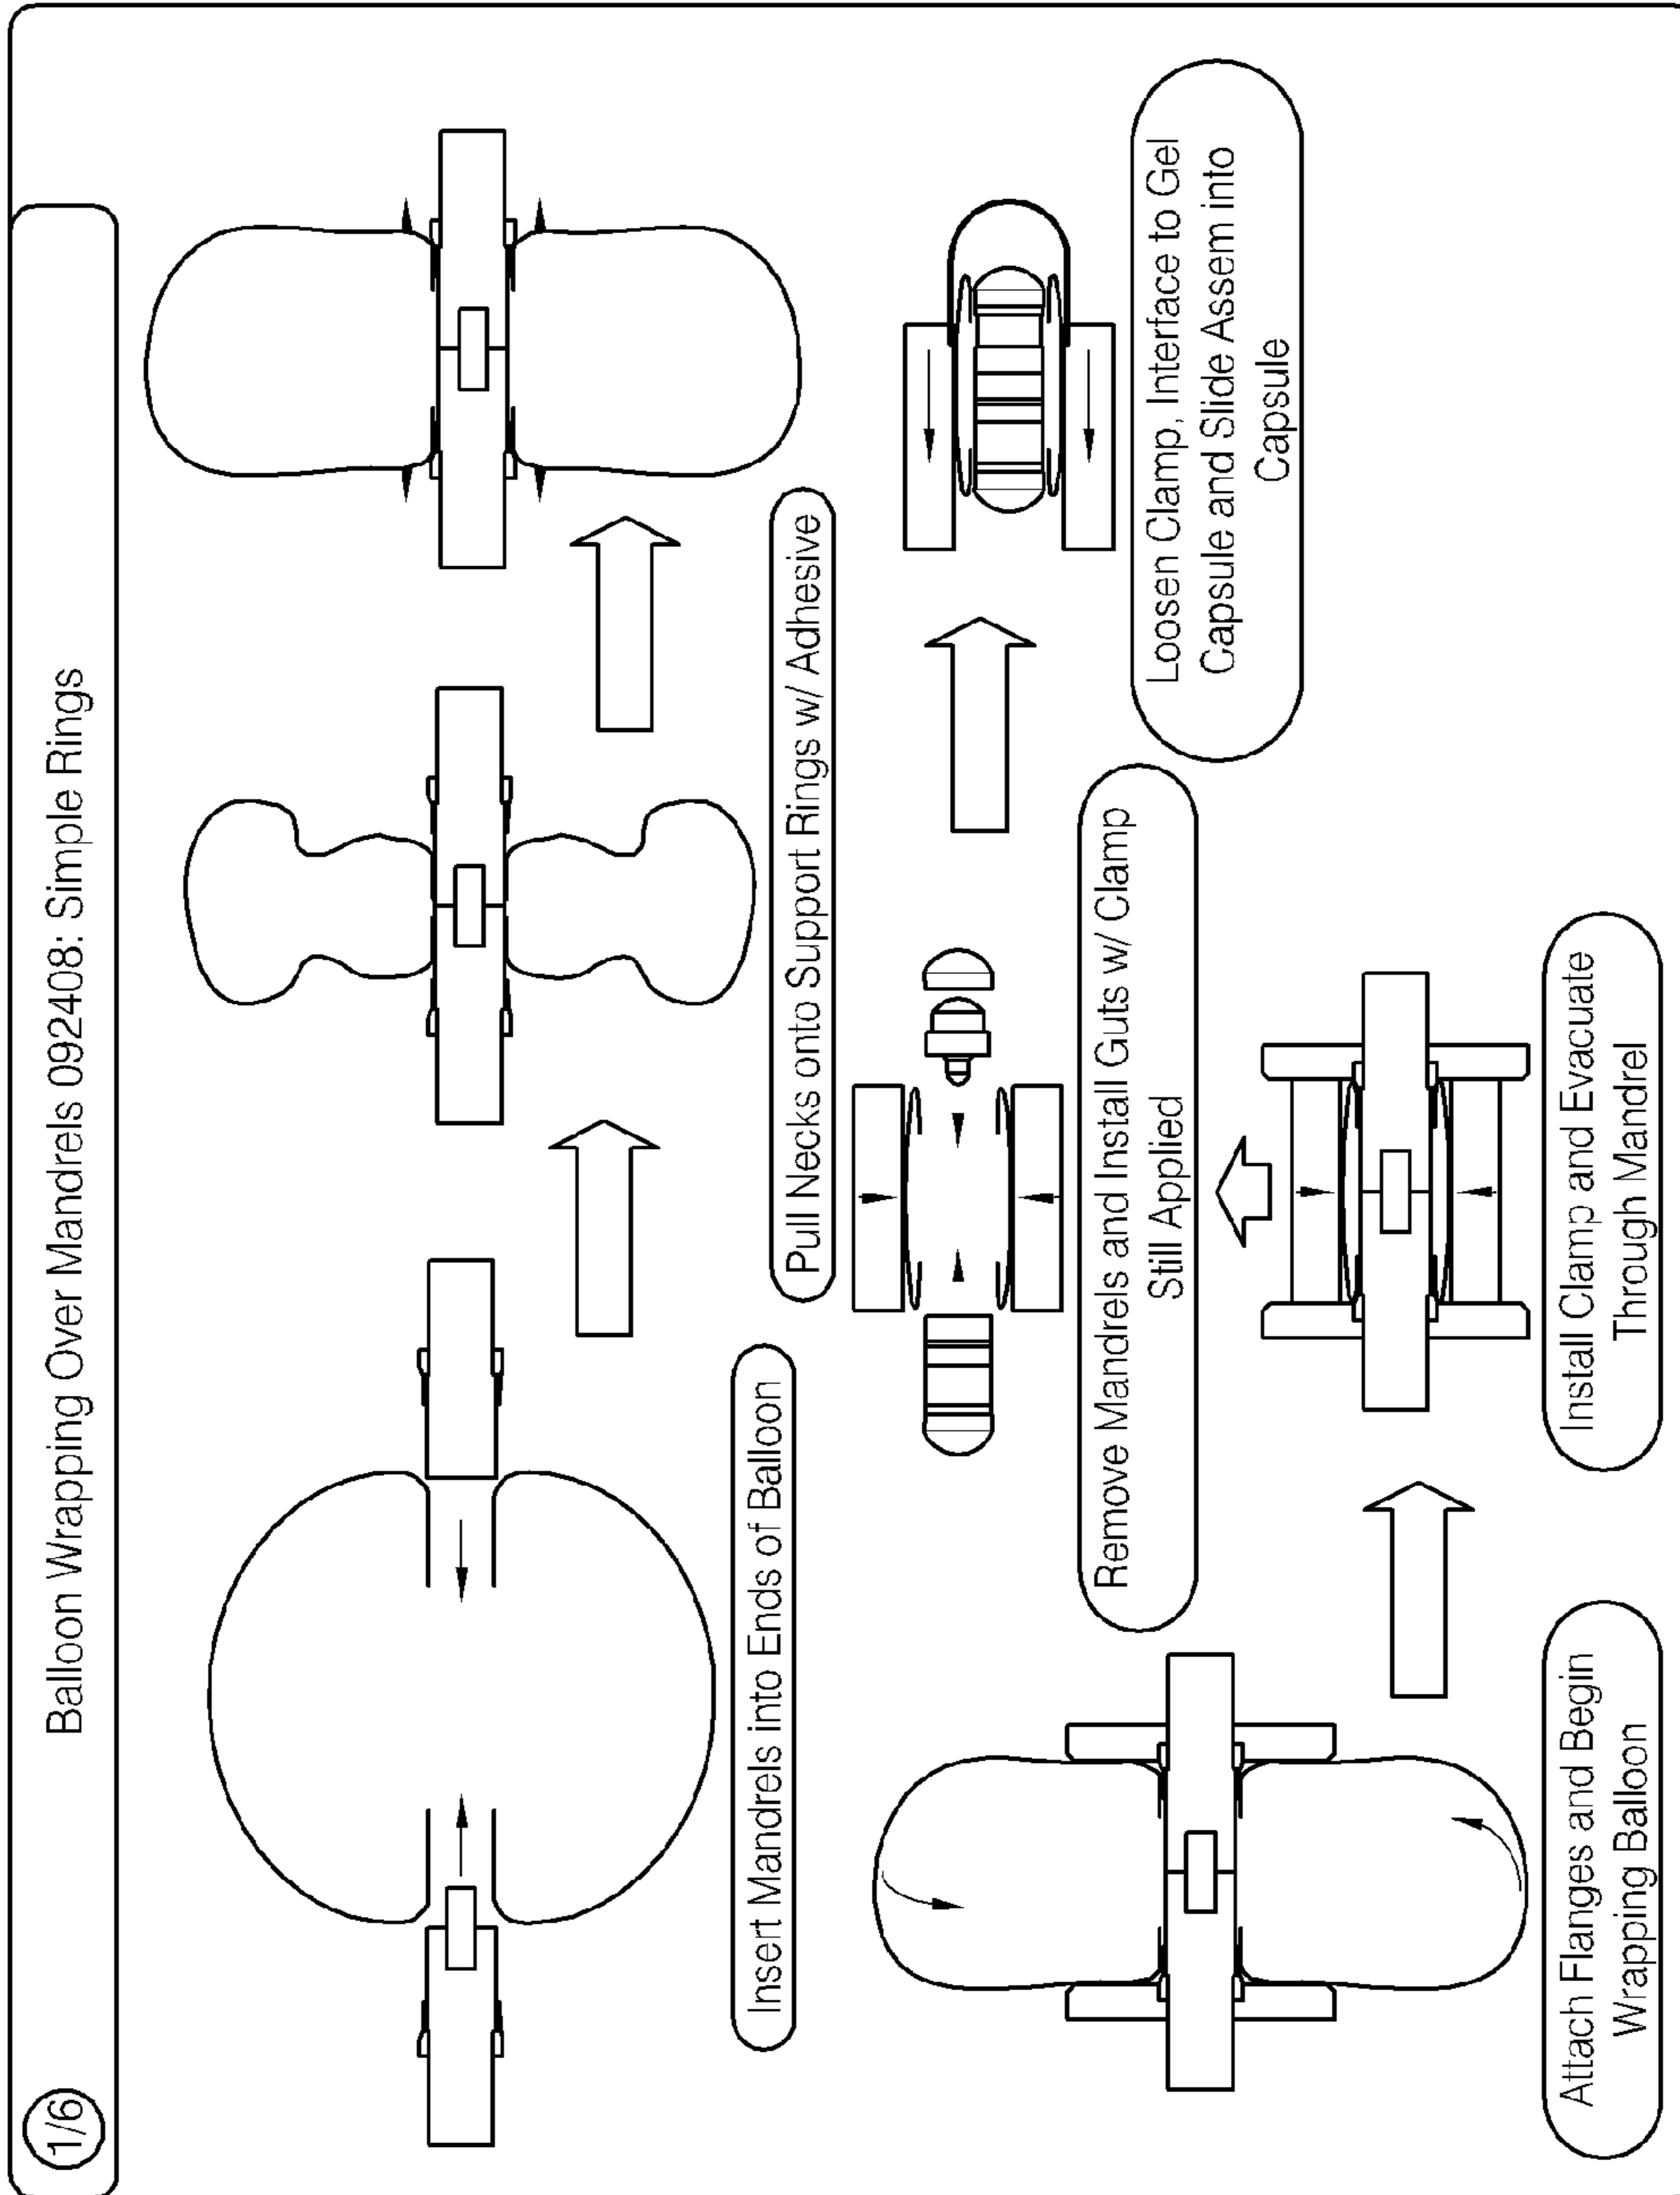 1/6
Balloon Wrapping Over Mandrels 092408: Simple Rings
Insert Mandrels into Ends of Balloon
Pull Necks onto Support Rings w/ Adhesive
Attach Flanges and Begin
Wrapping Balloon
Install Clamp and Evacuate
Through Mandrel
Remove Mandrels and Install Guts w/ Clamp
Still Applied
Loosen Clamp, Interface to Gel
Capsule and Slide Assem into
Capsule